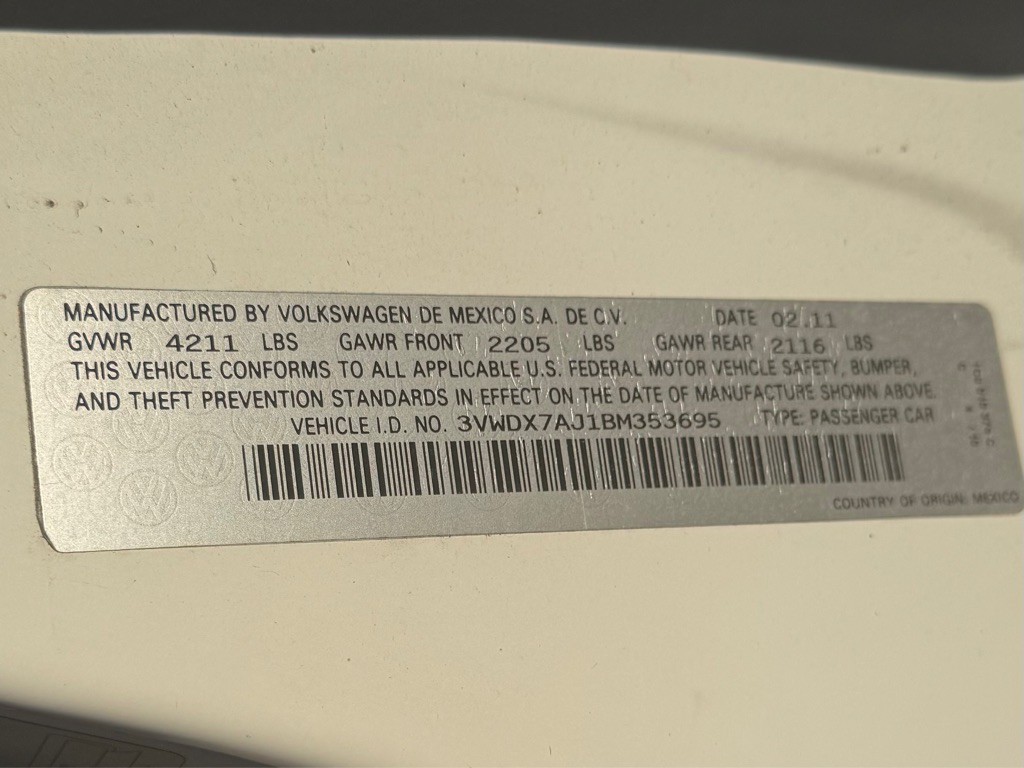 MANUFACTURED BY VOLKSWAGEN DE MEXICO S.A. DE C.V. DATE 02.11
GVWR 4211 LBS GAWR FRONT 2205 LBS GAWR REAR 2116 LBS
THIS VEHICLE CONFORMS TO ALL APPLICABLE U.S. FEDERAL MOTOR VEHICLE SAFETY, BUMPER,
AND THEFT PREVENTION STANDARDS IN EFFECT ON THE DATE OF MANUFACTURE SHOWN ABOVE.
VEHICLE I.D. NO. 3VWDX7AJ1BM353695 TYPE: PASSENGER CAR
COUNTRY OF ORIGIN: MEXICO